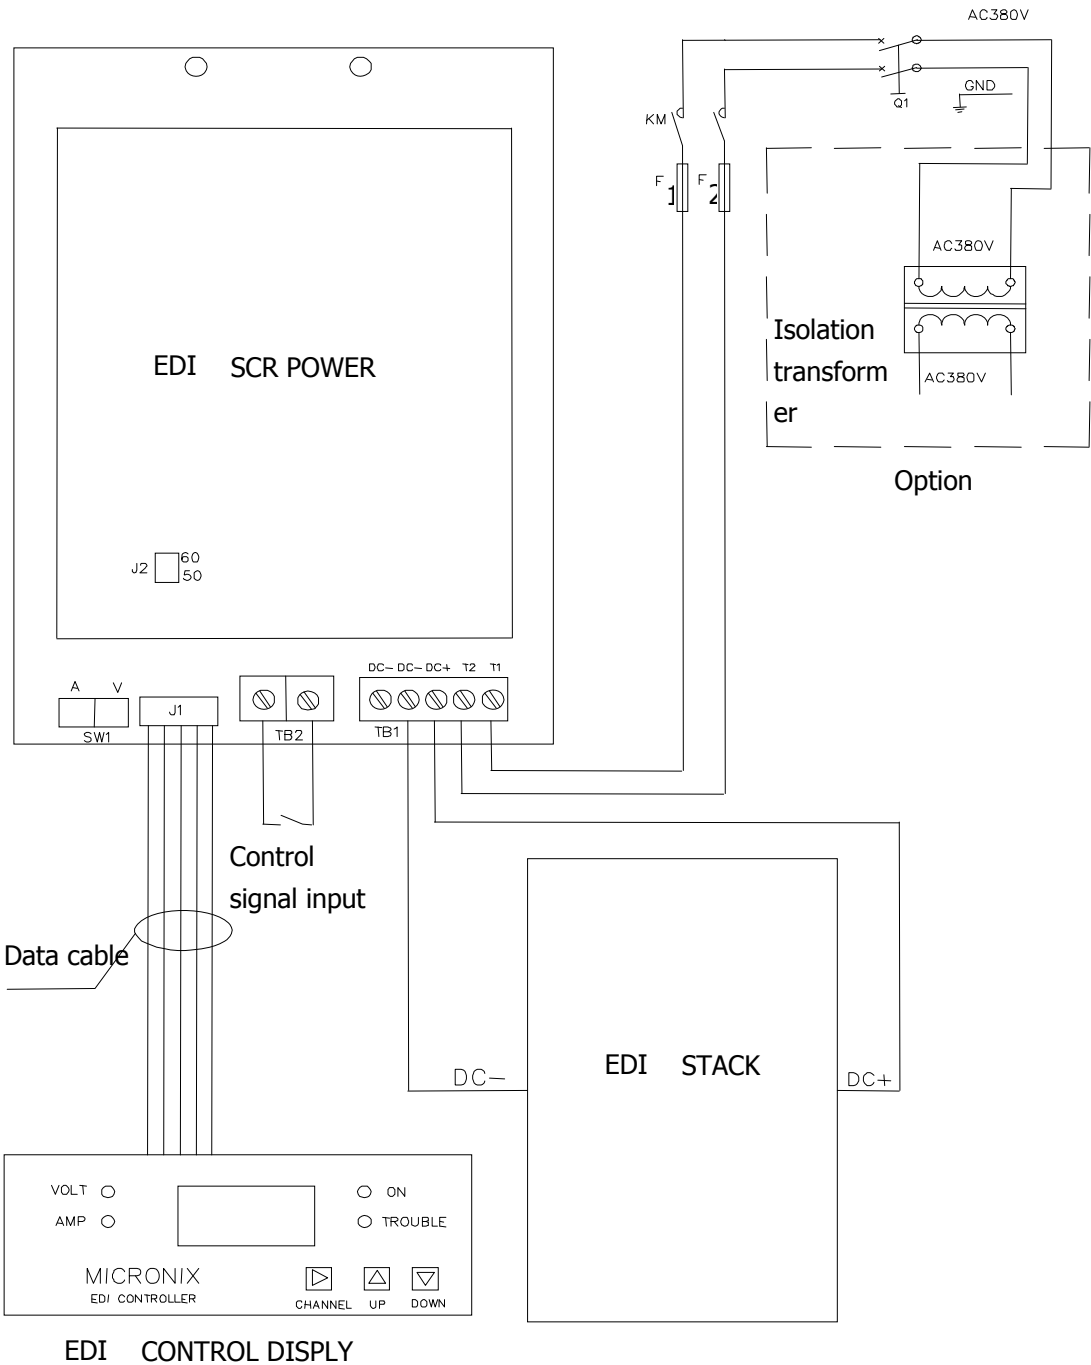 AC380V
GND
Q1
KM
F1
F2
AC380V
Isolation
transform
er
AC380V
Option
EDI SCR POWER
J2
60
50
DC- DC- DC+ T2 T1
A V
J1
SW1
TB2
TB1
Control
signal input
Data cable
EDI STACK
DC-
DC+
VOLT
ON
AMP
TROUBLE
MICRONIX
EDI CONTROLLER
CHANNEL UP DOWN
EDI CONTROL DISPLY